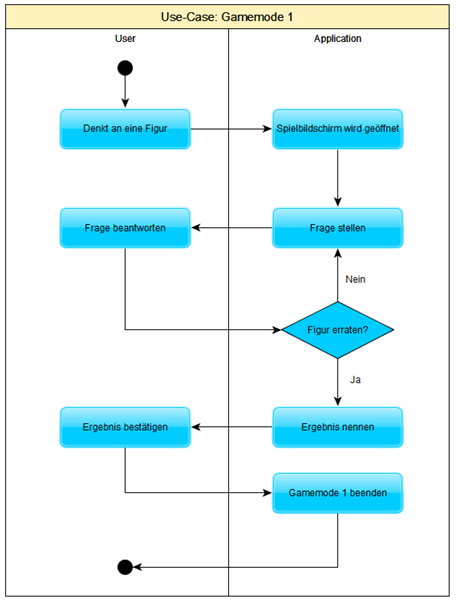 Use-Case: Gamemode 1
User
Application
Denkt an eine Figur
Spielbildschirm wird geöffnet
Frage beantworten
Frage stellen
Nein
Figur erraten?
Ja
Ergebnis bestätigen
Ergebnis nennen
Gamemode 1 beenden